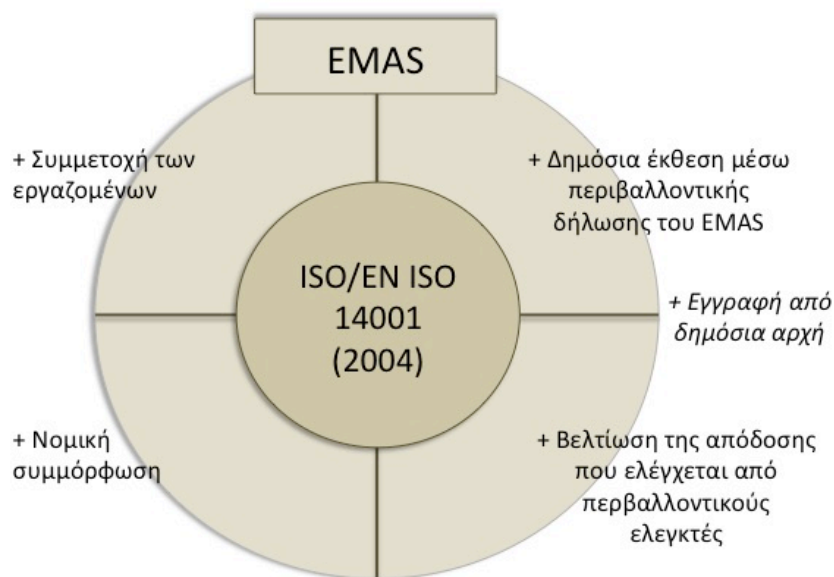 EMAS
+ Συμμετοχή των
εργαζομένων
+ Δημόσια έκθεση μέσω
περιβαλλοντικής
δήλωσης του EMAS
ISO/EN ISO
14001
(2004)
+ Εγγραφή από
δημόσια αρχή
+ Νομική
συμμόρφωση
+ Βελτίωση της απόδοσης
που ελέγχεται από
περβαλλοντικούς
ελεγκτές